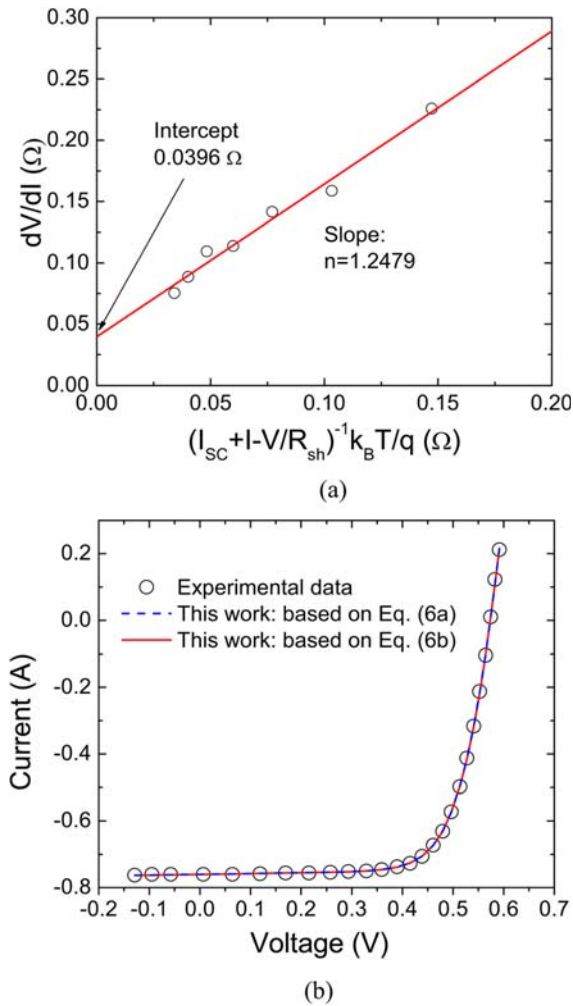 0.30
0.25
0.20
0.15
0.10
0.05
0.00
dV/dI (Ω)
Intercept
0.0396 Ω
Slope:
n=1.2479
0.00 0.05 0.10 0.15 0.20
(I_SC+I-V/R_sh)⁻¹k_BT/q (Ω)
(a)
0.2
0.0
-0.2
-0.4
-0.6
-0.8
Current (A)
Experimental data
This work: based on Eq. (6a)
This work: based on Eq. (6b)
-0.2 -0.1 0.0 0.1 0.2 0.3 0.4 0.5 0.6 0.7
Voltage (V)
(b)